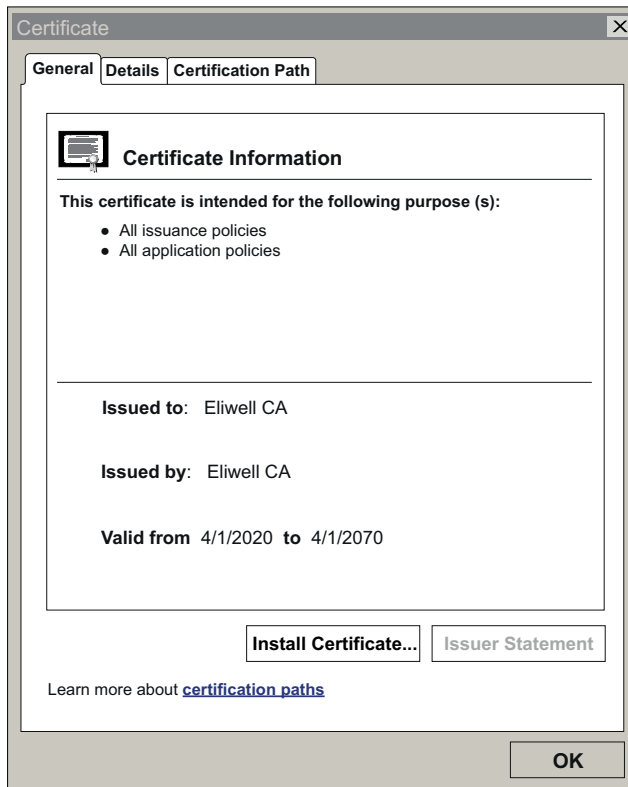 Certificate
General Details Certification Path
Certificate Information
This certificate is intended for the following purpose (s):
● All issuance policies
● All application policies
Issued to: Eliwell CA
Issued by: Eliwell CA
Valid from 4/1/2020 to 4/1/2070
Install Certificate... Issuer Statement
Learn more about certification paths
OK